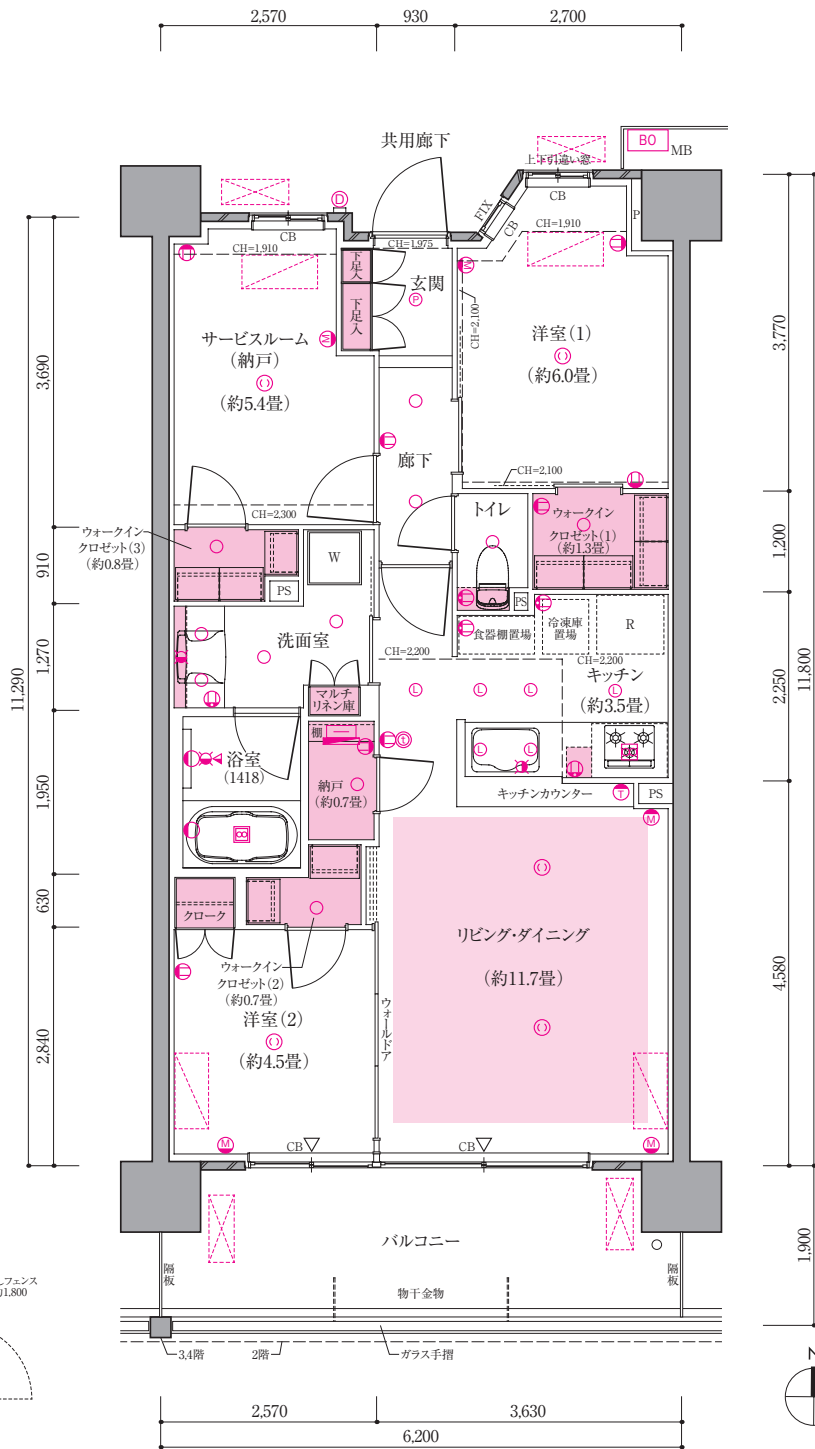 2,570
930
2,700
共用廊下
BO
MB
上下引違い窓
CB
FIX
CB
D
CB
CH=1,910
CH=1,975
CH=1,910
P
下足入
下足入
玄関
P
M
CH=2,100
サービスルーム
(納戸)
(約5.4畳)
M
洋室(1)
(約6.0畳)
3,690
3,770
廊下
CH=2,100
CH=2,300
トイレ
ウォークイン
クロゼット(1)
(約1.3畳)
ウォークイン
クロゼット(3)
(約0.8畳)
W
PS
PS
910
1,200
食器棚置場
冷凍庫
置場
R
洗面室
CH=2,200
CH=2,200
キッチン
(約3.5畳)
L
L
L
L
1,270
11,290
2,250
11,800
マルチ
リネン庫
棚
t
浴室
(1418)
納戸
(約0.7畳)
L
L
キッチンカウンター
T
PS
M
1,950
クローク
630
リビング・ダイニング
(約11.7畳)
ウォークイン
クロゼット(2)
(約0.7畳)
洋室(2)
(約4.5畳)
ウォールドア
4,580
2,840
M
CB
CB
M
バルコニー
1,900
隔板
隔板
物干金物
フェンス
1,800
3,4階
2階
ガラス手摺
N
2,570
3,630
6,200